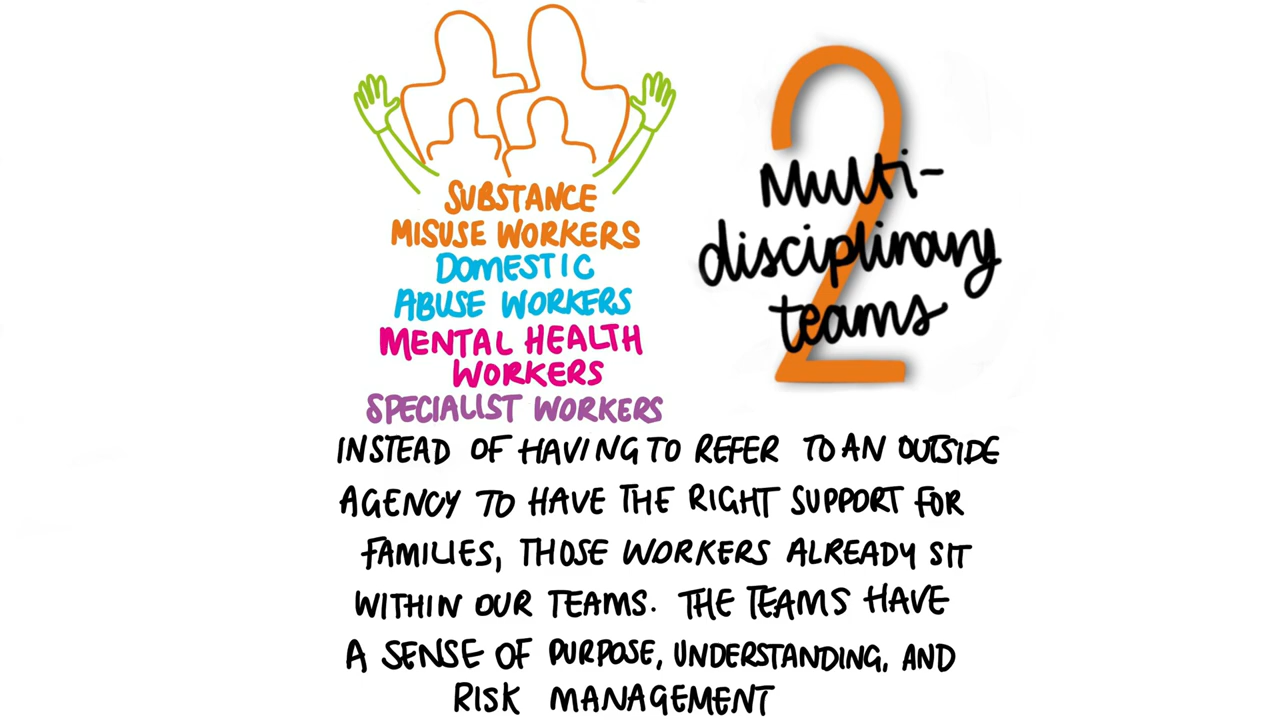 SUBSTANCE
MISUSE WORKERS
DOMESTIC
ABUSE WORKERS
MENTAL HEALTH
WORKERS
SPECIALIST WORKERS
2
Multi-
disciplinary
teams
INSTEAD OF HAVING TO REFER TO AN OUTSIDE
AGENCY TO HAVE THE RIGHT SUPPORT FOR
FAMILIES, THOSE WORKERS ALREADY SIT
WITHIN OUR TEAMS. THE TEAMS HAVE
A SENSE OF PURPOSE, UNDERSTANDING, AND
RISK MANAGEMENT